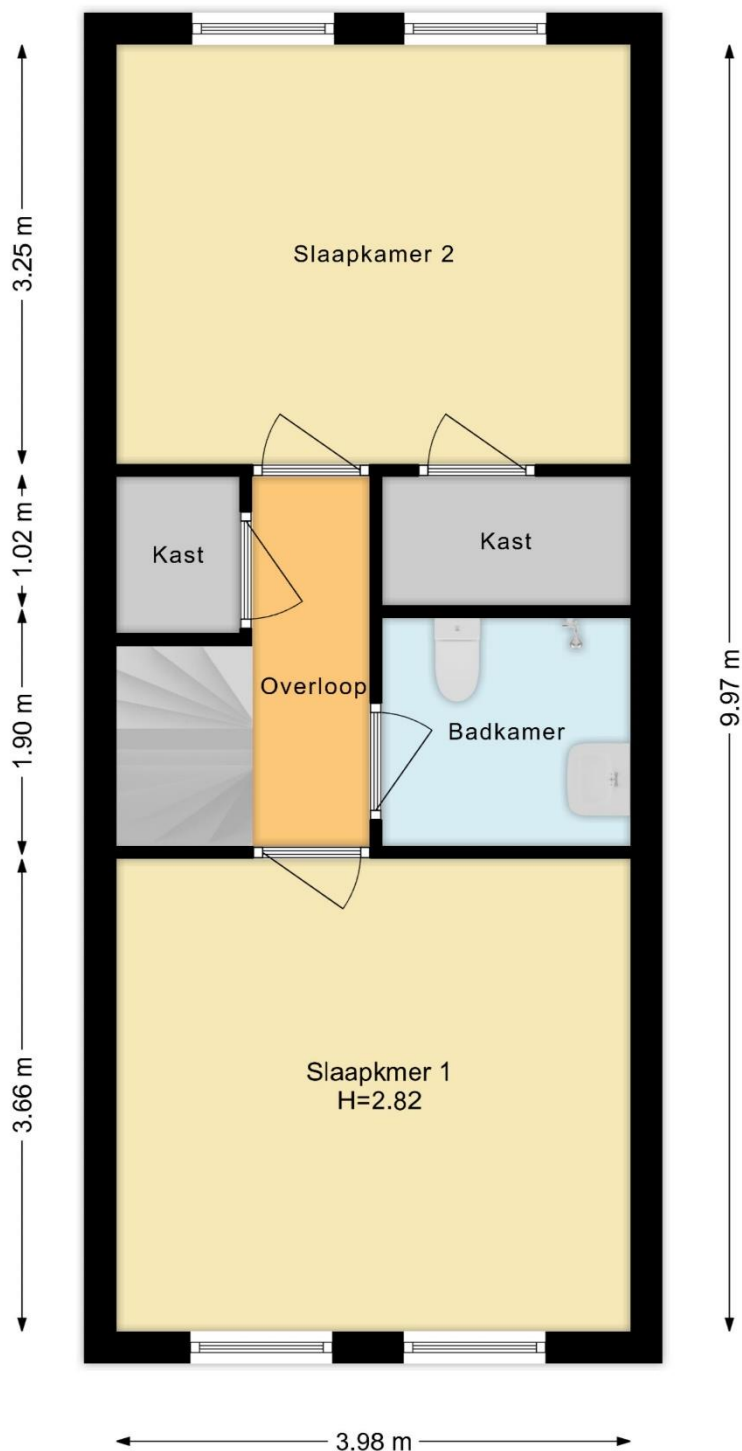 Slaapkamer 2
3.25 m
Kast
Kast
1.02 m
Overloop
Badkamer
1.90 m
9.97 m
Slaapkmer 1
H=2.82
3.66 m
3.98 m